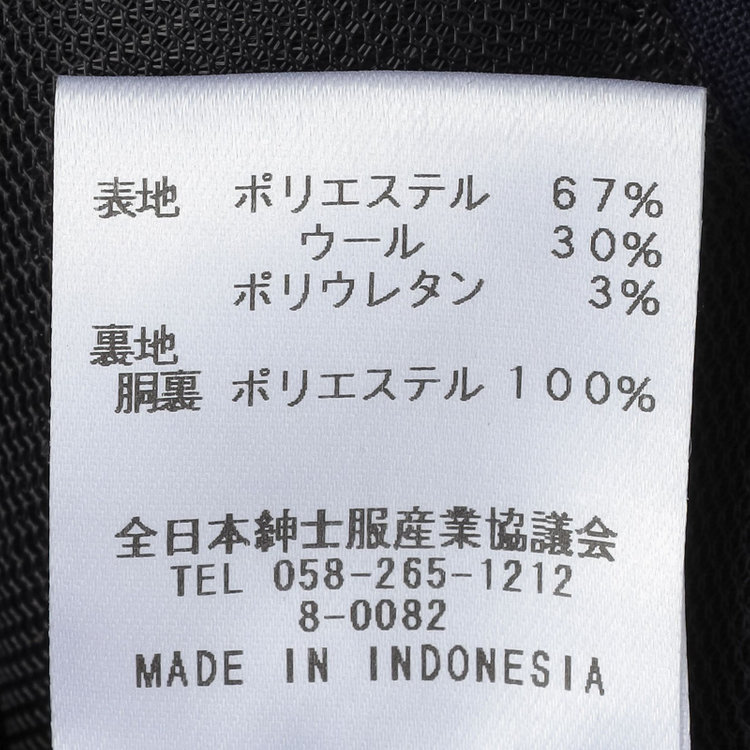 表地 ポリエステル 67%
ウール 30%
ポリウレタン 3%
裏地
胴裏 ポリエステル 100%
全日本紳士服産業協議会
TEL 058-265-1212
8-0082
MADE IN INDONESIA